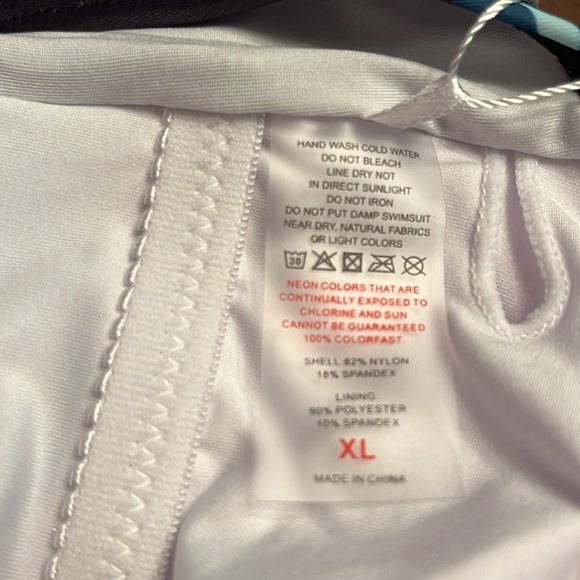 HAND WASH COLD WATER
DO NOT BLEACH
LINE DRY NOT
IN DIRECT SUNLIGHT
DO NOT IRON
DO NOT PUT DAMP SWIMSUIT
NEAR DRY, NATURAL FABRICS
OR LIGHT COLORS
30
NEON COLORS THAT ARE
CONTINUALLY EXPOSED TO
CHLORINE AND SUN
CANNOT BE GUARANTEED
100% COLORFAST.
SHELL: 82% NYLON
18% SPANDEX
LINING:
90% POLYESTER
10% SPANDEX
XL
MADE IN CHINA